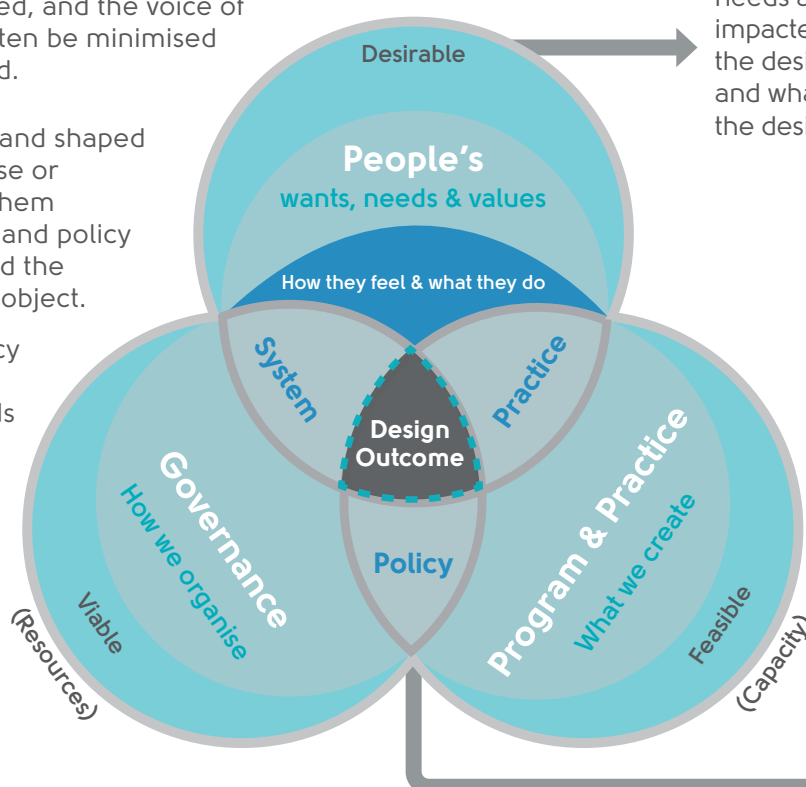 ed, and the voice of
ten be minimised
d.
and shaped
se or
hem
and policy
d the
object.
cy
ls
needs a
impacte
the desi
and wha
the desi
Desirable
People's
wants, needs & values
How they feel & what they do
System
Practice
Design
Outcome
Policy
Governance
How we organise
Viable
(Resources)
Program & Practice
What we create
Feasible
(Capacity)